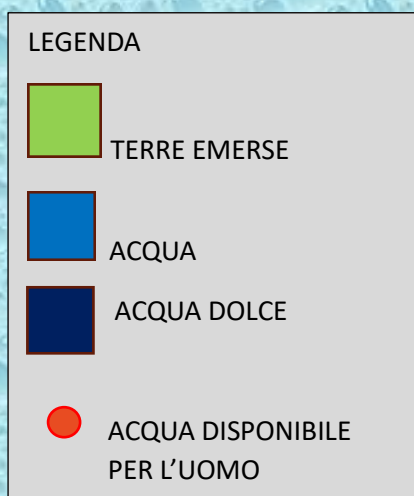 LEGENDA
TERRE EMERSE
ACQUA
ACQUA DOLCE
ACQUA DISPONIBILE
PER L'UOMO